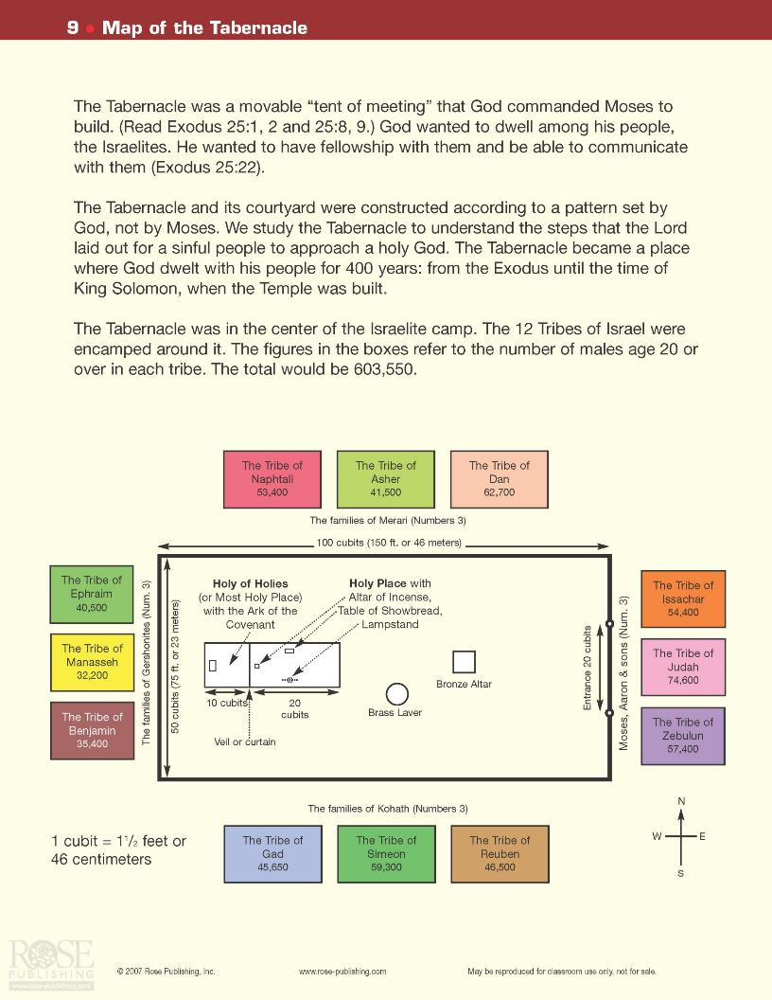 9 • Map of the Tabernacle
The Tabernacle was a movable “tent of meeting” that God commanded Moses to
build. (Read Exodus 25:1, 2 and 25:8, 9.) God wanted to dwell among his people,
the Israelites. He wanted to have fellowship with them and be able to communicate
with them (Exodus 25:22).
The Tabernacle and its courtyard were constructed according to a pattern set by
God, not by Moses. We study the Tabernacle to understand the steps that the Lord
laid out for a sinful people to approach a holy God. The Tabernacle became a place
where God dwelt with his people for 400 years: from the Exodus until the time of
King Solomon, when the Temple was built.
The Tabernacle was in the center of the Israelite camp. The 12 Tribes of Israel were
encamped around it. The figures in the boxes refer to the number of males age 20 or
over in each tribe. The total would be 603,550.
The Tribe of
Naphtali
53,400
The Tribe of
Asher
41,500
The Tribe of
Dan
62,700
The families of Merari (Numbers 3)
100 cubits (150 ft. or 46 meters)
The Tribe of
Ephraim
40,500
The Tribe of
Manasseh
32,200
The Tribe of
Benjamin
35,400
The families of Gershonites (Num. 3)
50 cubits (75 ft. or 23 meters)
Holy of Holies
(or Most Holy Place)
with the Ark of the
Covenant
Holy Place with
Altar of Incense,
Table of Showbread,
Lampstand
10 cubits
20
cubits
Veil or curtain
Brass Laver
Bronze Altar
Entrance 20 cubits
Moses, Aaron & sons (Num. 3)
The Tribe of
Issachar
54,400
The Tribe of
Judah
74,600
The Tribe of
Zebulun
57,400
The families of Kohath (Numbers 3)
1 cubit = 1 1/2 feet or
46 centimeters
The Tribe of
Gad
45,650
The Tribe of
Simeon
59,300
The Tribe of
Reuben
46,500
N
W E
S
ROSE
PUBLISHING
www.rose-publishing.com
© 2007 Rose Publishing, Inc.
www.rose-publishing.com
May be reproduced for classroom use only, not for sale.